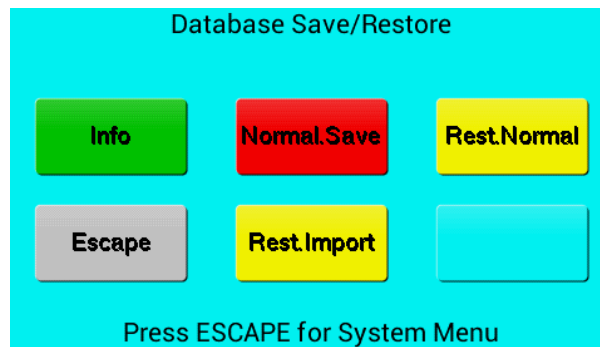 Database Save/Restore
Info
Normal.Save
Rest.Normal
Escape
Rest.Import
Press ESCAPE for System Menu